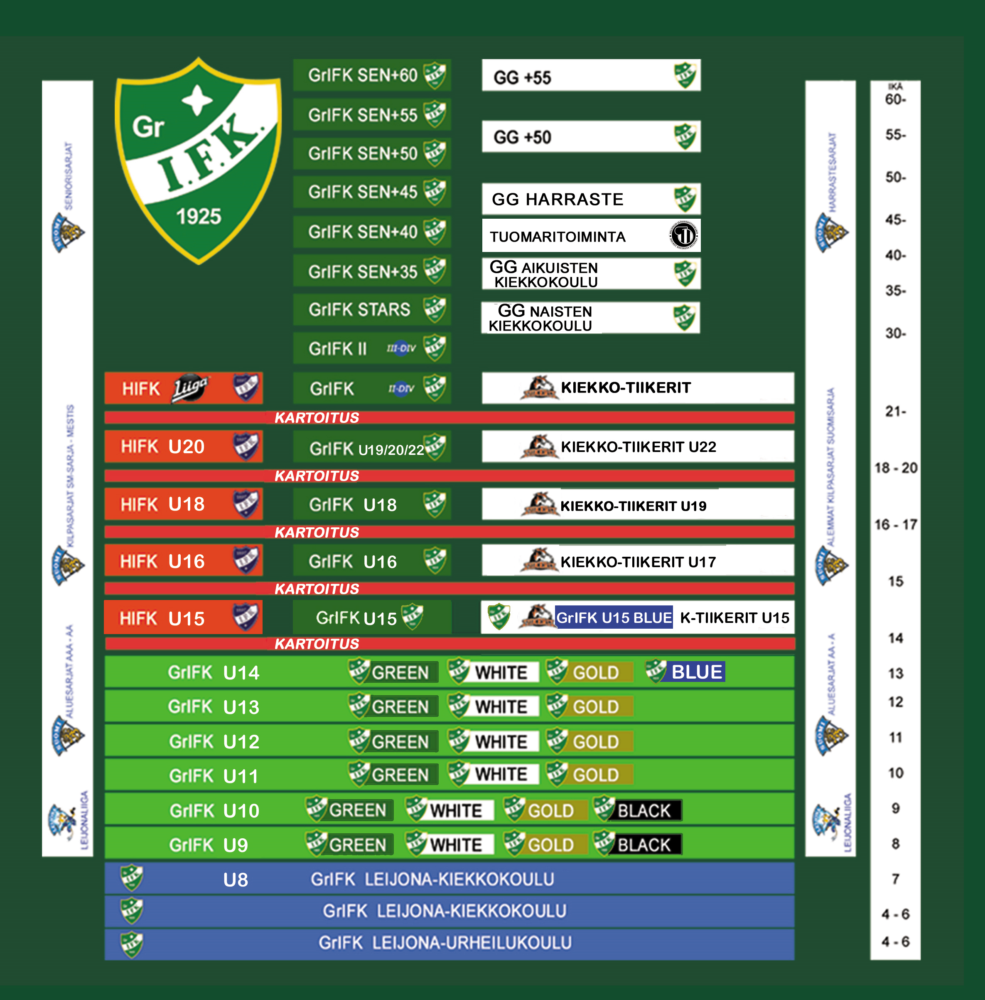 Gr
I.F.K.
1925
SENIORISARJAT
SUOMI
KILPASARJAT SM-SARJA - MESTIS
SUOMI
ALUESARJAT AAA - AA
SUOMI
LEIJONALIIGA
GrIFK SEN+60
GrIFK SEN+55
GrIFK SEN+50
GrIFK SEN+45
GrIFK SEN+40
GrIFK SEN+35
GrIFK STARS
GrIFK II III-DIV
GG +55
GG +50
GG HARRASTE
TUOMARITOIMINTA
GG AIKUISTEN
KIEKKOKOULU
GG NAISTEN
KIEKKOKOULU
HIFK Liiga GrIFK II-DIV KIEKKO-TIIKERIT
KARTOITUS
HIFK U20 GrIFK U19/20/22 KIEKKO-TIIKERIT U22
KARTOITUS
HIFK U18 GrIFK U18 KIEKKO-TIIKERIT U19
KARTOITUS
HIFK U16 GrIFK U16 KIEKKO-TIIKERIT U17
KARTOITUS
HIFK U15 GrIFK U15 GrIFK U15 BLUE K-TIIKERIT U15
KARTOITUS
GrIFK U14 GREEN WHITE GOLD BLUE
GrIFK U13 GREEN WHITE GOLD
GrIFK U12 GREEN WHITE GOLD
GrIFK U11 GREEN WHITE GOLD
GrIFK U10 GREEN WHITE GOLD BLACK
GrIFK U9 GREEN WHITE GOLD BLACK
U8 GrIFK LEIJONA-KIEKKOKOULU
GrIFK LEIJONA-KIEKKOKOULU
GrIFK LEIJONA-URHEILUKOULU
HARRASTESARJAT
SUOMI
ALEMMAT KILPASARJAT SUOMISARJA
SUOMI
ALUESARJAT AA - A
SUOMI
LEIJONALIIGA
IKÄ
60-
55-
50-
45-
40-
35-
30-
21-
18 - 20
16 - 17
15
14
13
12
11
10
9
8
7
4 - 6
4 - 6